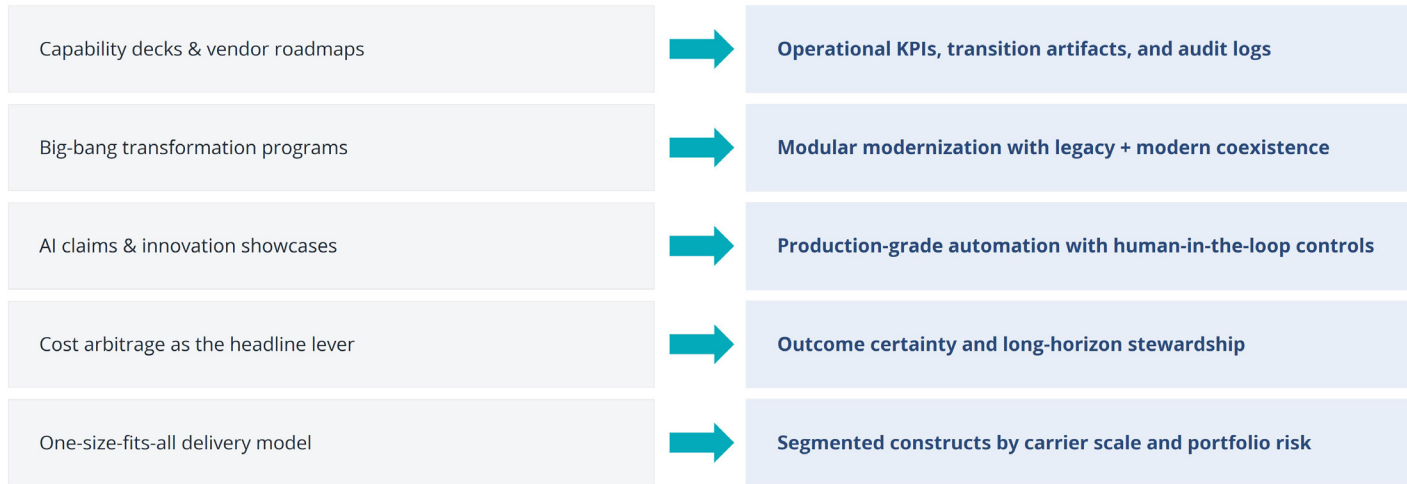 Capability decks & vendor roadmaps
Operational KPIs, transition artifacts, and audit logs
Big-bang transformation programs
Modular modernization with legacy + modern coexistence
AI claims & innovation showcases
Production-grade automation with human-in-the-loop controls
Cost arbitrage as the headline lever
Outcome certainty and long-horizon stewardship
One-size-fits-all delivery model
Segmented constructs by carrier scale and portfolio risk